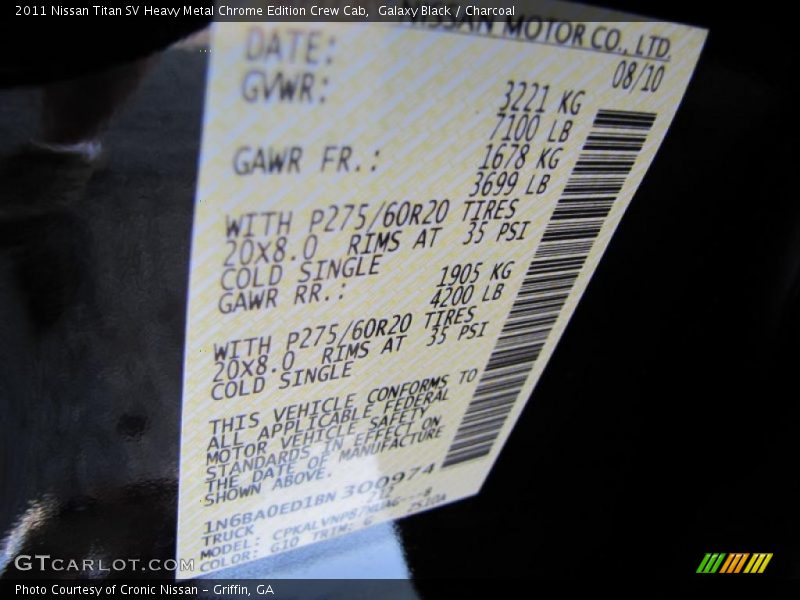 2011 Nissan Titan SV Heavy Metal Chrome Edition Crew Cab,  Galaxy Black / Charcoal
NISSAN MOTOR CO., LTD.
DATE: 08/10
GVWR: 3221 KG
7100 LB
GAWR FR.: 1678 KG
3699 LB
WITH P275/60R20 TIRES
20X8.0 RIMS AT 35 PSI
COLD SINGLE
GAWR RR.: 1905 KG
4200 LB
WITH P275/60R20 TIRES
20X8.0 RIMS AT 35 PSI
COLD SINGLE
THIS VEHICLE CONFORMS TO
ALL APPLICABLE FEDERAL
MOTOR VEHICLE SAFETY
STANDARDS IN EFFECT ON
THE DATE OF MANUFACTURE
SHOWN ABOVE.
1N6BA0ED1BN300974
TRUCK 212
MODEL:
COLOR: G10 TRIM: G
GTCARLOT.COM
Photo Courtesy of Cronic Nissan - Griffin, GA